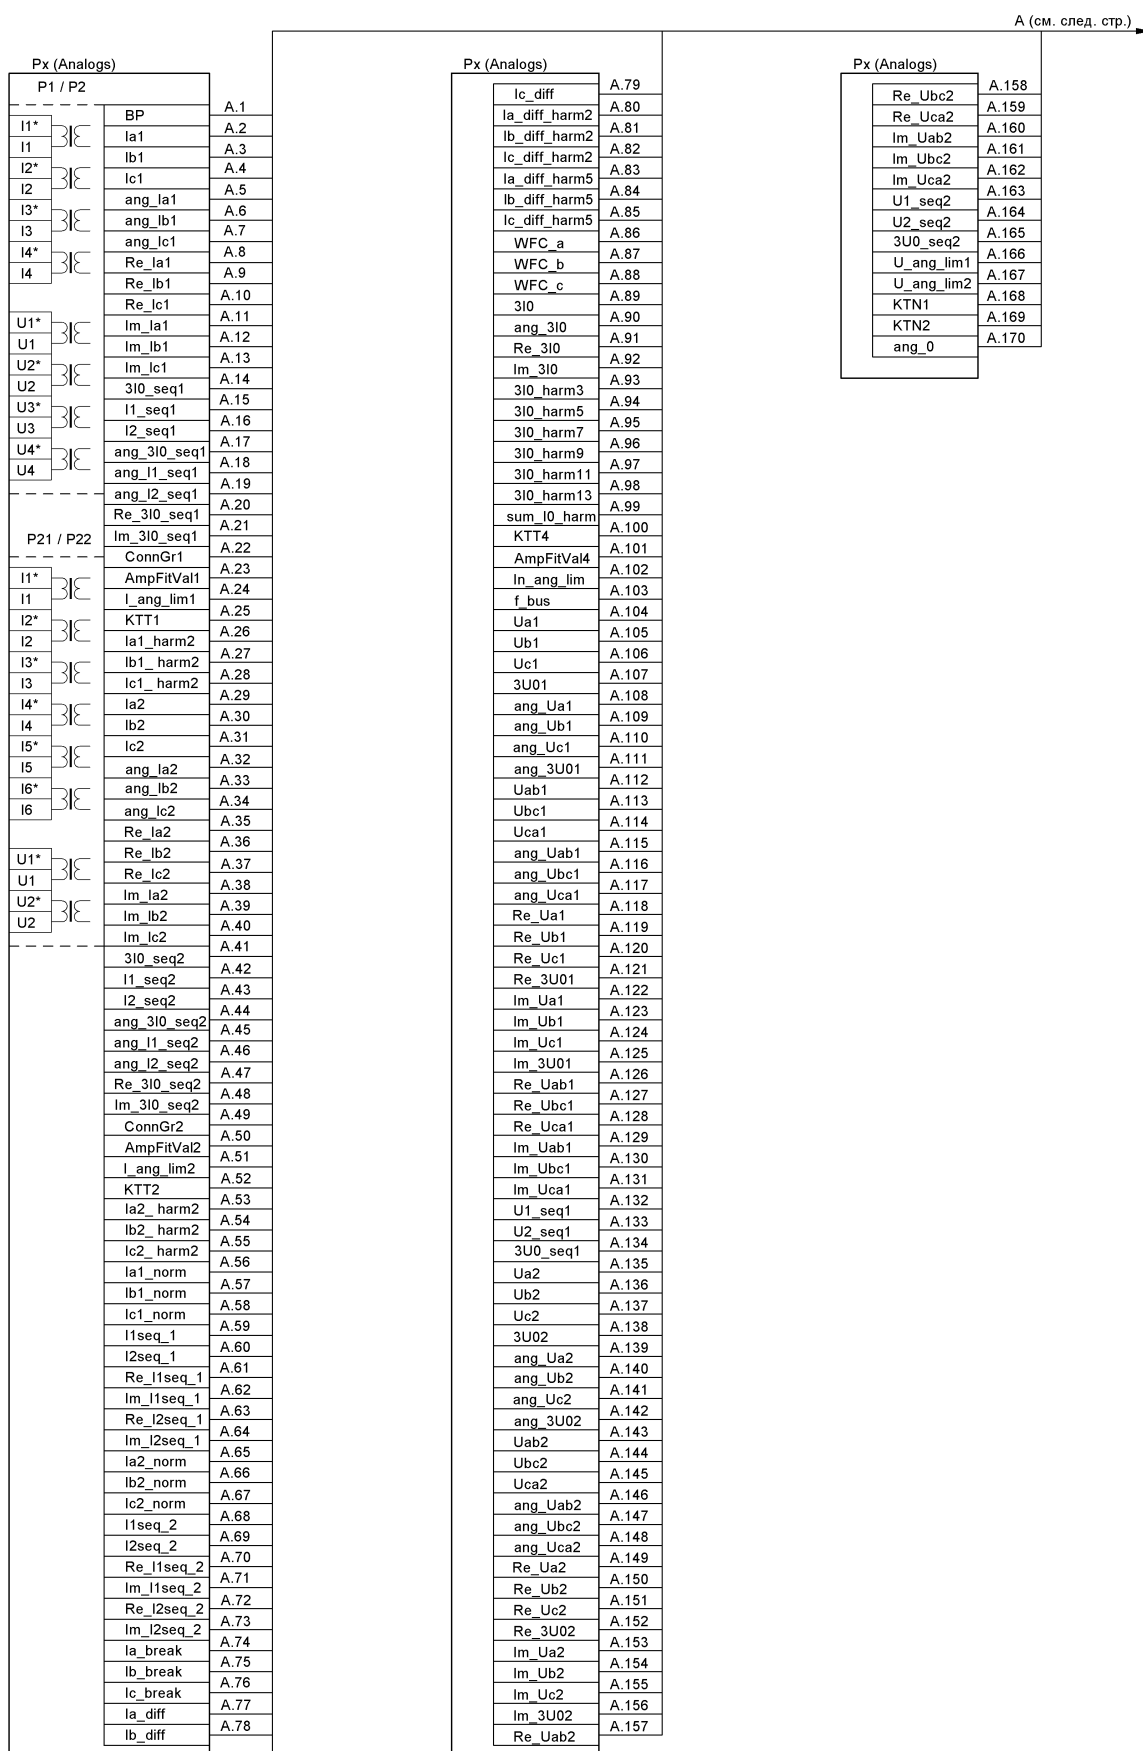 А (см. след. стр.)
Px (Analogs)
P1 / P2
I1*
I1
I2*
I2
I3*
I3
I4*
I4
U1*
U1
U2*
U2
U3*
U3
U4*
U4
P21 / P22
I1*
I1
I2*
I2
I3*
I3
I4*
I4
I5*
I5
I6*
I6
U1*
U1
U2*
U2
BP A.1
Ia1 A.2
Ib1 A.3
Ic1 A.4
ang_Ia1 A.5
ang_Ib1 A.6
ang_Ic1 A.7
Re_Ia1 A.8
Re_Ib1 A.9
Re_Ic1 A.10
Im_Ia1 A.11
Im_Ib1 A.12
Im_Ic1 A.13
3I0_seq1 A.14
I1_seq1 A.15
I2_seq1 A.16
ang_3I0_seq1 A.17
ang_I1_seq1 A.18
ang_I2_seq1 A.19
Re_3I0_seq1 A.20
Im_3I0_seq1 A.21
ConnGr1 A.22
AmpFitVal1 A.23
I_ang_lim1 A.24
KTT1 A.25
Ia1_harm2 A.26
Ib1_ harm2 A.27
Ic1_ harm2 A.28
Ia2 A.29
Ib2 A.30
Ic2 A.31
ang_Ia2 A.32
ang_Ib2 A.33
ang_Ic2 A.34
Re_Ia2 A.35
Re_Ib2 A.36
Re_Ic2 A.37
Im_Ia2 A.38
Im_Ib2 A.39
Im_Ic2 A.40
3I0_seq2 A.41
I1_seq2 A.42
I2_seq2 A.43
ang_3I0_seq2 A.44
ang_I1_seq2 A.45
ang_I2_seq2 A.46
Re_3I0_seq2 A.47
Im_3I0_seq2 A.48
ConnGr2 A.49
AmpFitVal2 A.50
I_ang_lim2 A.51
KTT2 A.52
Ia2_ harm2 A.53
Ib2_ harm2 A.54
Ic2_ harm2 A.55
Ia1_norm A.56
Ib1_norm A.57
Ic1_norm A.58
I1seq_1 A.59
I2seq_1 A.60
Re_I1seq_1 A.61
Im_I1seq_1 A.62
Re_I2seq_1 A.63
Im_I2seq_1 A.64
Ia2_norm A.65
Ib2_norm A.66
Ic2_norm A.67
I1seq_2 A.68
I2seq_2 A.69
Re_I1seq_2 A.70
Im_I1seq_2 A.71
Re_I2seq_2 A.72
Im_I2seq_2 A.73
Ia_break A.74
Ib_break A.75
Ic_break A.76
Ia_diff A.77
Ib_diff A.78
Px (Analogs)
Ic_diff A.79
Ia_diff_harm2 A.80
Ib_diff_harm2 A.81
Ic_diff_harm2 A.82
Ia_diff_harm5 A.83
Ib_diff_harm5 A.84
Ic_diff_harm5 A.85
WFC_a A.86
WFC_b A.87
WFC_c A.88
3I0 A.89
ang_3I0 A.90
Re_3I0 A.91
Im_3I0 A.92
3I0_harm3 A.93
3I0_harm5 A.94
3I0_harm7 A.95
3I0_harm9 A.96
3I0_harm11 A.97
3I0_harm13 A.98
sum_I0_harm A.99
KTT4 A.100
AmpFitVal4 A.101
In_ang_lim A.102
f_bus A.103
Ua1 A.104
Ub1 A.105
Uc1 A.106
3U01 A.107
ang_Ua1 A.108
ang_Ub1 A.109
ang_Uc1 A.110
ang_3U01 A.111
Uab1 A.112
Ubc1 A.113
Uca1 A.114
ang_Uab1 A.115
ang_Ubc1 A.116
ang_Uca1 A.117
Re_Ua1 A.118
Re_Ub1 A.119
Re_Uc1 A.120
Re_3U01 A.121
Im_Ua1 A.122
Im_Ub1 A.123
Im_Uc1 A.124
Im_3U01 A.125
Re_Uab1 A.126
Re_Ubc1 A.127
Re_Uca1 A.128
Im_Uab1 A.129
Im_Ubc1 A.130
Im_Uca1 A.131
U1_seq1 A.132
U2_seq1 A.133
3U0_seq1 A.134
Ua2 A.135
Ub2 A.136
Uc2 A.137
3U02 A.138
ang_Ua2 A.139
ang_Ub2 A.140
ang_Uc2 A.141
ang_3U02 A.142
Uab2 A.143
Ubc2 A.144
Uca2 A.145
ang_Uab2 A.146
ang_Ubc2 A.147
ang_Uca2 A.148
Re_Ua2 A.149
Re_Ub2 A.150
Re_Uc2 A.151
Re_3U02 A.152
Im_Ua2 A.153
Im_Ub2 A.154
Im_Uc2 A.155
Im_3U02 A.156
Re_Uab2 A.157
Px (Analogs)
Re_Ubc2 A.158
Re_Uca2 A.159
Im_Uab2 A.160
Im_Ubc2 A.161
Im_Uca2 A.162
U1_seq2 A.163
U2_seq2 A.164
3U0_seq2 A.165
U_ang_lim1 A.166
U_ang_lim2 A.167
KTN1 A.168
KTN2 A.169
ang_0 A.170